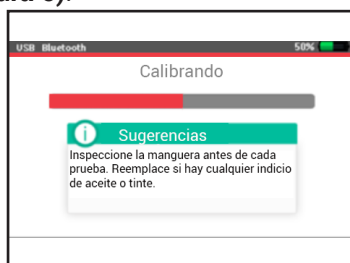 USB Bluetooth 50%
Calibrando
Sugerencias
Inspeccione la manguera antes de cada
prueba. Reemplace si hay cualquier indicio
de aceite o tinte.